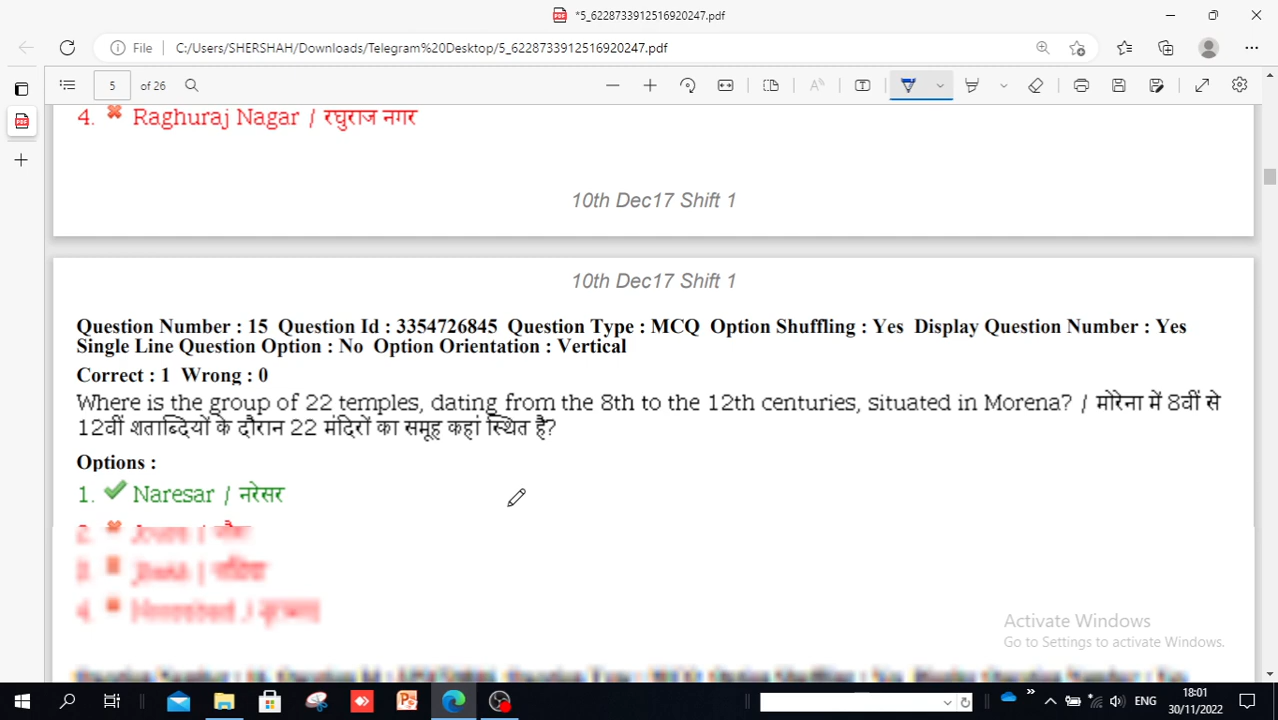 *5_6228733912516920247.pdf
File | C:/Users/SHERSHAH/Downloads/Telegram%20Desktop/5_6228733912516920247.pdf
5 of 26
4. Raghuraj Nagar / रघुराज नगर
10th Dec17 Shift 1
10th Dec17 Shift 1
Question Number : 15 Question Id : 3354726845 Question Type : MCQ Option Shuffling : Yes Display Question Number : Yes
Single Line Question Option : No Option Orientation : Vertical
Correct : 1 Wrong : 0
Where is the group of 22 temples, dating from the 8th to the 12th centuries, situated in Morena? / मोरेना में 8वीं से
12वीं शताब्दियों के दौरान 22 मंदिरों का समूह कहां स्थित है?
Options :
1. Naresar / नरेसर
2.
3.
4.
Activate Windows
Go to Settings to activate Windows.
ENG
18:01
30/11/2022